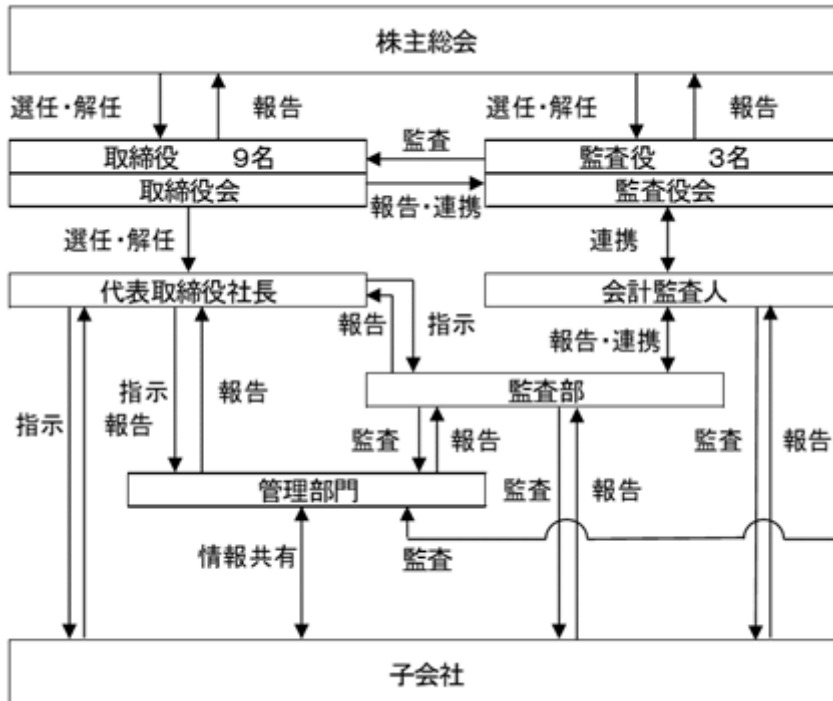 株主総会
選任・解任
報告
選任・解任
報告
取締役　　9名
監査
監査役　　3名
取締役会
報告・連携
監査役会
選任・解任
連携
代表取締役社長
会計監査人
報告
指示
報告・連携
監査部
指示
指示
報告
報告
監査
報告
監査
報告
管理部門
監査
報告
情報共有
監査
子会社